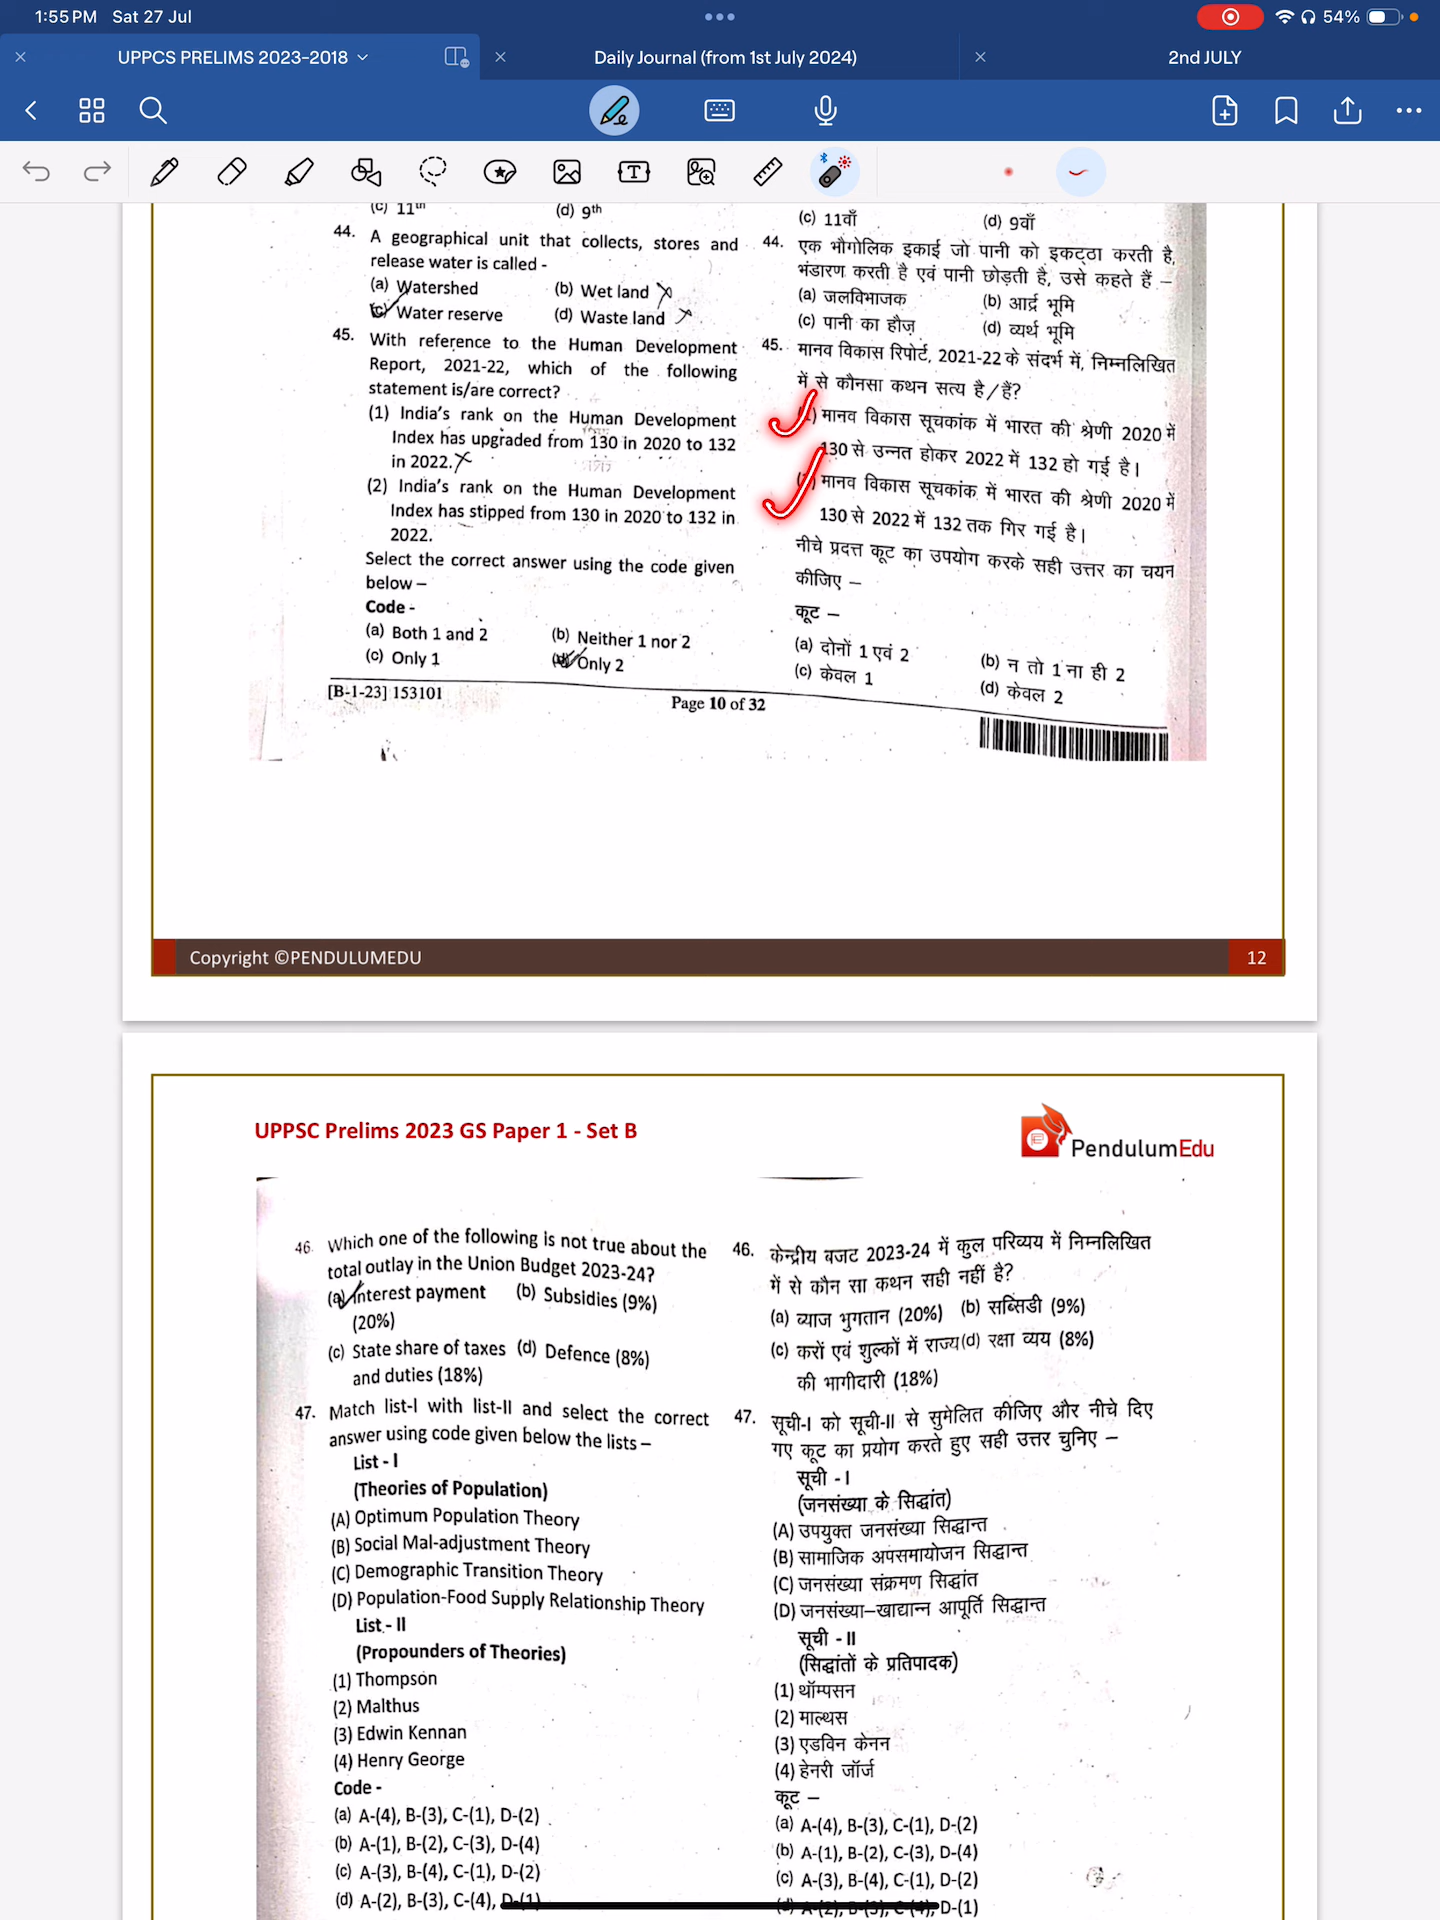 1:55 PM Sat 27 Jul
54%
UPPCS PRELIMS 2023-2018
Daily Journal (from 1st July 2024)
2nd JULY
(c) 11th (d) 9th
44. A geographical unit that collects, stores and
release water is called -
(a) Watershed (b) Wet land
(c) Water reserve (d) Waste land
45. With reference to the Human Development
Report, 2021-22, which of the following
statement is/are correct?
(1) India's rank on the Human Development
Index has upgraded from 130 in 2020 to 132
in 2022.
(2) India's rank on the Human Development
Index has stipped from 130 in 2020 to 132 in
2022.
Select the correct answer using the code given
below –
Code -
(a) Both 1 and 2 (b) Neither 1 nor 2
(c) Only 1 (d) Only 2
[B-1-23] 153101
Page 10 of 32
(c) 11वाँ (d) 9वाँ
44. एक भौगोलिक इकाई जो पानी को इकट्ठा करती है,
भंडारण करती है एवं पानी छोड़ती है, उसे कहते हैं –
(a) जलविभाजक (b) आर्द्र भूमि
(c) पानी का हौज़ (d) व्यर्थ भूमि
45. मानव विकास रिपोर्ट, 2021-22 के संदर्भ में, निम्नलिखित
में से कौनसा कथन सत्य है / हैं?
मानव विकास सूचकांक में भारत की श्रेणी 2020 में
130 से उन्नत होकर 2022 में 132 हो गई है।
मानव विकास सूचकांक में भारत की श्रेणी 2020 में
130 से 2022 में 132 तक गिर गई है।
नीचे प्रदत्त कूट का उपयोग करके सही उत्तर का चयन
कीजिए –
कूट –
(a) दोनों 1 एवं 2 (b) न तो 1 ना ही 2
(c) केवल 1 (d) केवल 2
Copyright ©PENDULUMEDU 12
UPPSC Prelims 2023 GS Paper 1 - Set B
PendulumEdu
46. Which one of the following is not true about the
total outlay in the Union Budget 2023-24?
(a) Interest payment (b) Subsidies (9%)
(20%)
(c) State share of taxes (d) Defence (8%)
and duties (18%)
47. Match list-I with list-II and select the correct
answer using code given below the lists –
List - I
(Theories of Population)
(A) Optimum Population Theory
(B) Social Mal-adjustment Theory
(C) Demographic Transition Theory
(D) Population-Food Supply Relationship Theory
List - II
(Propounders of Theories)
(1) Thompson
(2) Malthus
(3) Edwin Kennan
(4) Henry George
Code -
(a) A-(4), B-(3), C-(1), D-(2)
(b) A-(1), B-(2), C-(3), D-(4)
(c) A-(3), B-(4), C-(1), D-(2)
(d) A-(2), B-(3), C-(4), D-(1)
46. केन्द्रीय बजट 2023-24 में कुल परिव्यय में निम्नलिखित
में से कौन सा कथन सही नहीं है?
(a) व्याज भुगतान (20%) (b) सब्सिडी (9%)
(c) करों एवं शुल्कों में राज्य (d) रक्षा व्यय (8%)
की भागीदारी (18%)
47. सूची-I को सूची-II से सुमेलित कीजिए और नीचे दिए
गए कूट का प्रयोग करते हुए सही उत्तर चुनिए –
सूची - I
(जनसंख्या के सिद्धांत)
(A) उपयुक्त जनसंख्या सिद्धान्त
(B) सामाजिक अपसमायोजन सिद्धान्त
(C) जनसंख्या संक्रमण सिद्धांत
(D) जनसंख्या–खाद्यान्न आपूर्ति सिद्धान्त
सूची - II
(सिद्धांतों के प्रतिपादक)
(1) थॉम्पसन
(2) माल्थस
(3) एडविन केनन
(4) हेनरी जॉर्ज
कूट –
(a) A-(4), B-(3), C-(1), D-(2)
(b) A-(1), B-(2), C-(3), D-(4)
(c) A-(3), B-(4), C-(1), D-(2)
(d) A-(2), B-(3), C-(4), D-(1)